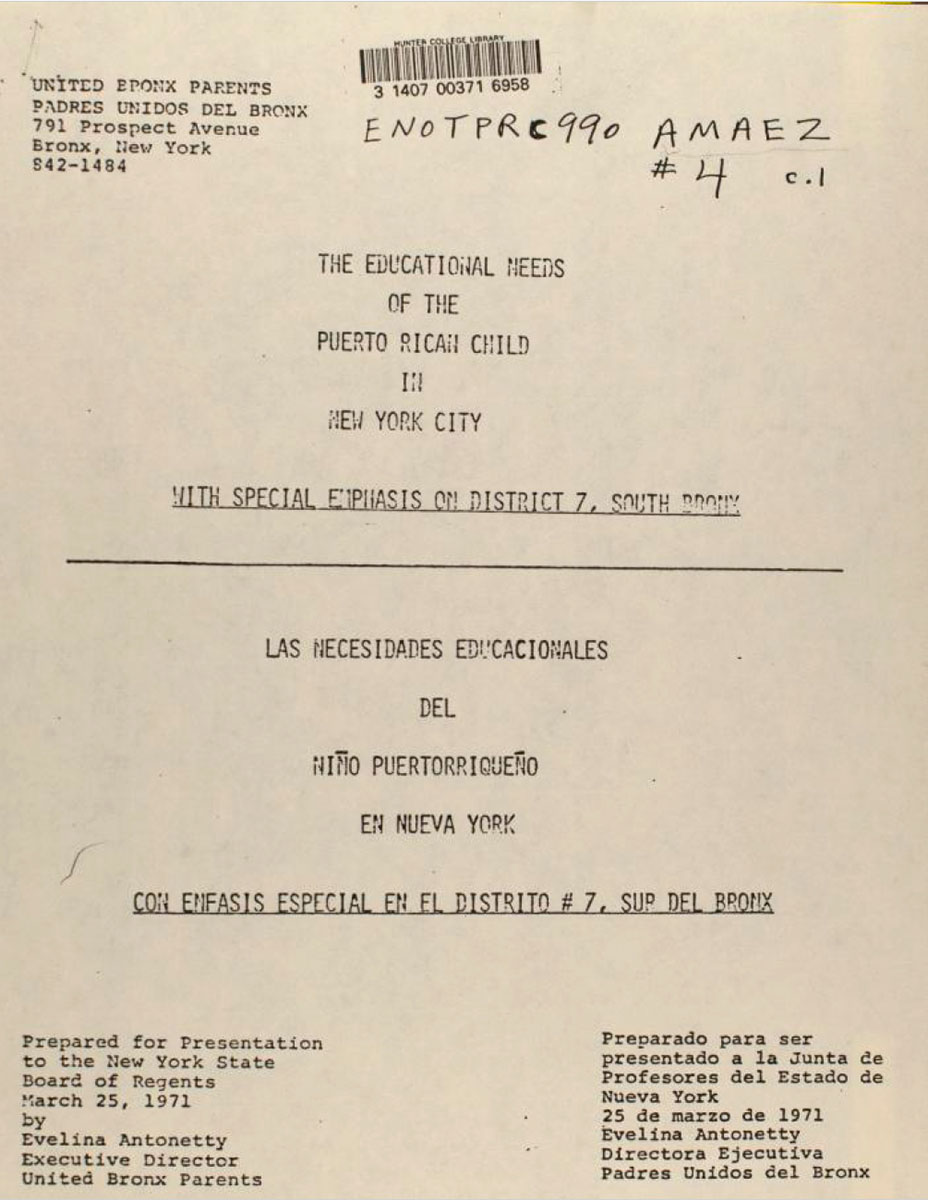 HUNTER COLLEGE LIBRARY
3 1407 00371 6958
UNITED BRONX PARENTS
PADRES UNIDOS DEL BRONX
791 Prospect Avenue
Bronx, New York
842-1484
ENOTPRC990 AMAEZ
#4 c.1
THE EDUCATIONAL NEEDS
OF THE
PUERTO RICAN CHILD
IN
NEW YORK CITY
WITH SPECIAL EMPHASIS ON DISTRICT 7, SOUTH BRONX
LAS NECESIDADES EDUCACIONALES
DEL
NIÑO PUERTORRIQUEÑO
EN NUEVA YORK
CON ENFASIS ESPECIAL EN EL DISTRITO # 7, SUR DEL BRONX
Prepared for Presentation
to the New York State
Board of Regents
March 25, 1971
by
Evelina Antonetty
Executive Director
United Bronx Parents
Preparado para ser
presentado a la Junta de
Profesores del Estado de
Nueva York
25 de marzo de 1971
Evelina Antonetty
Directora Ejecutiva
Padres Unidos del Bronx